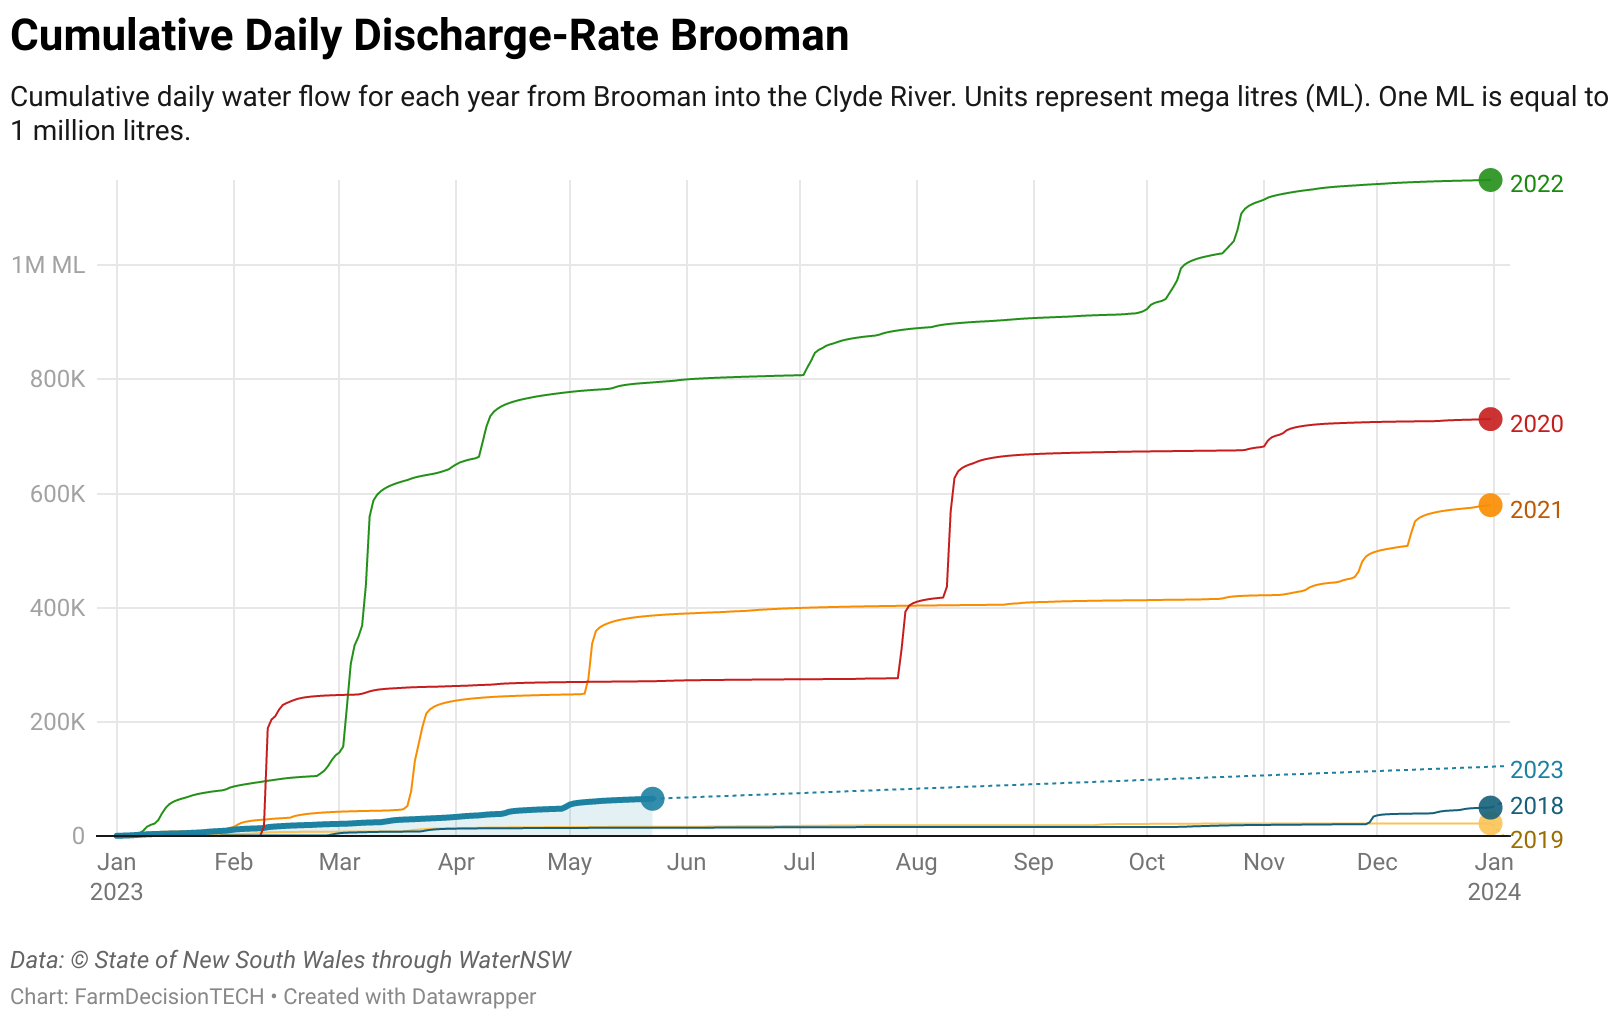 Cumulative Daily Discharge-Rate Brooman
Cumulative daily water flow for each year from Brooman into the Clyde River. Units represent mega litres (ML). One ML is equal to
1 million litres.
2022
1M ML
800K
2020
600K
2021
400K
200K
2023
2018
0
2019
Jan Feb Mar Apr May Jun Jul Aug Sep Oct Nov Dec Jan
2023 2024
Data: © State of New South Wales through WaterNSW
Chart: FarmDecisionTECH • Created with Datawrapper